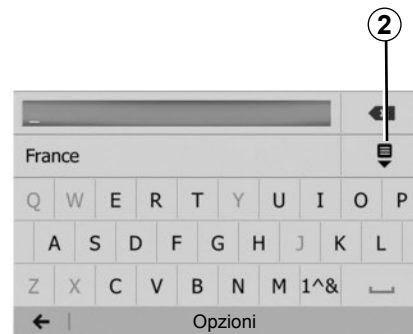 2
_
France
Q W E R T Y U I O P
A S D F G H J K L
Z X C V B N M 1^&
Opzioni